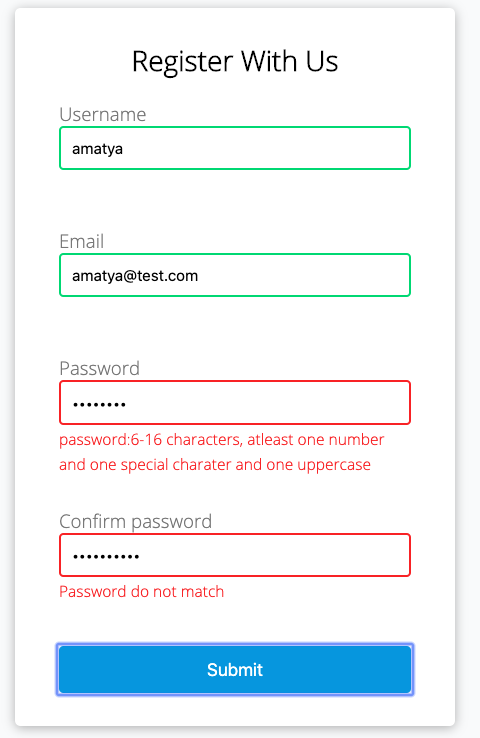 Register With Us
Username
amatya
Email
amatya@test.com
Password
••••••••
password:6-16 characters, atleast one number
and one special charater and one uppercase
Confirm password
••••••••••
Password do not match
Submit